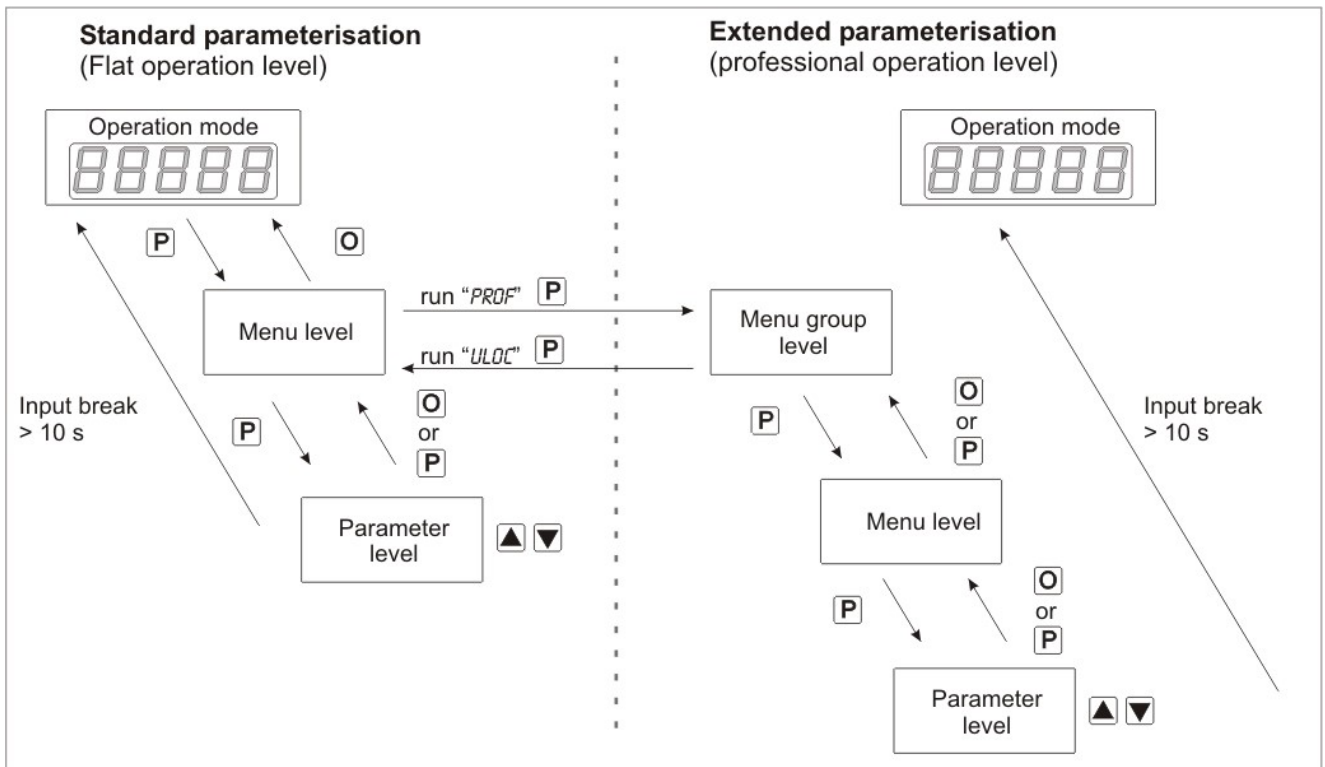 Standard parameterisation
(Flat operation level)
Operation mode
88888
P
O
Menu level
run "PROF" P
run "ULOC" P
Input break
> 10 s
P
O
or
P
Parameter
level
Extended parameterisation
(professional operation level)
Operation mode
88888
Menu group
level
P
O
or
P
Input break
> 10 s
Menu level
P
O
or
P
Parameter
level